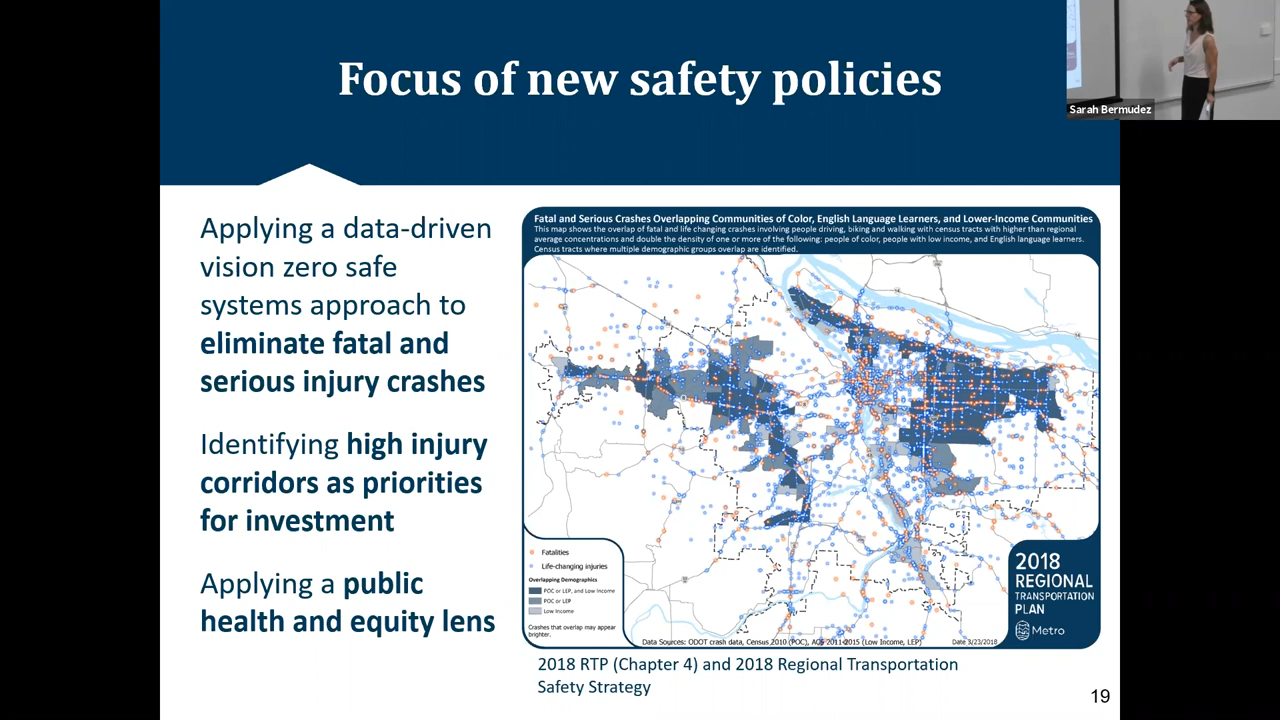 Focus of new safety policies
Sarah Bermudez
Applying a data-driven
vision zero safe
systems approach to
eliminate fatal and
serious injury crashes
Identifying high injury
corridors as priorities
for investment
Applying a public
health and equity lens
Fatal and Serious Crashes Overlapping Communities of Color, English Language Learners, and Lower-Income Communities
This map shows the overlap of fatal and life changing crashes involving people driving, biking and walking with census tracts with higher than regional
average concentrations and double the density of one or more of the following: people of color, people with low income, and English language learners.
Census tracts where multiple demographic groups overlap are identified.
Fatalities
Life-changing injuries
Overlapping Demographics
POC or LEP, and Low Income
POC or LEP
Low Income
Crashes that overlap may appear
brighter.
Data Sources: ODOT crash data, Census 2010 (POC), ACS 2011-2015 (Low Income, LEP)
Date 3/23/2018
2018
REGIONAL
TRANSPORTATION
PLAN
Metro
2018 RTP (Chapter 4) and 2018 Regional Transportation
Safety Strategy
19